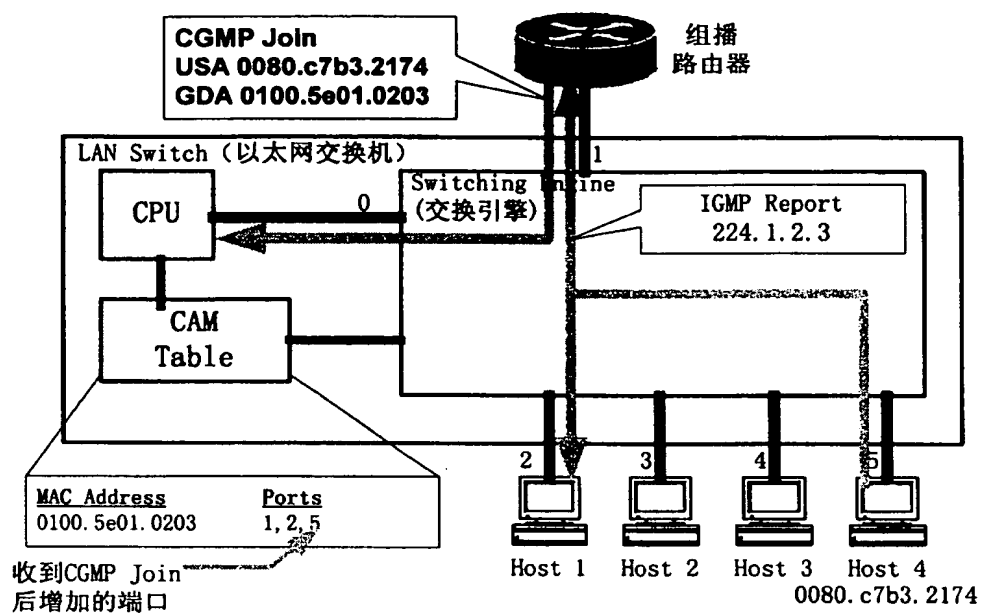 CGMP Join
USA 0080.c7b3.2174
GDA 0100.5e01.0203
组播
路由器
LAN Switch（以太网交换机）
1
Switching Engine
(交换引擎)
CPU
0
IGMP Report
224.1.2.3
CAM
Table
2
3
4
5
MAC Address Ports
0100.5e01.0203 1,2,5
收到CGMP Join
后增加的端口
Host 1
Host 2
Host 3
Host 4
0080.c7b3.2174